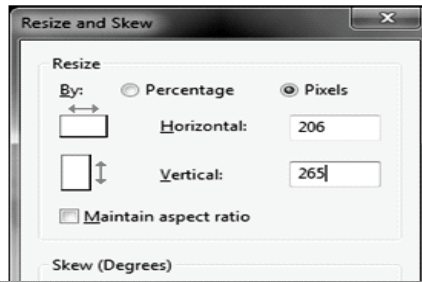 Resize and Skew
Resize
By: Percentage Pixels
Horizontal: 206
Vertical: 265
Maintain aspect ratio
Skew (Degrees)